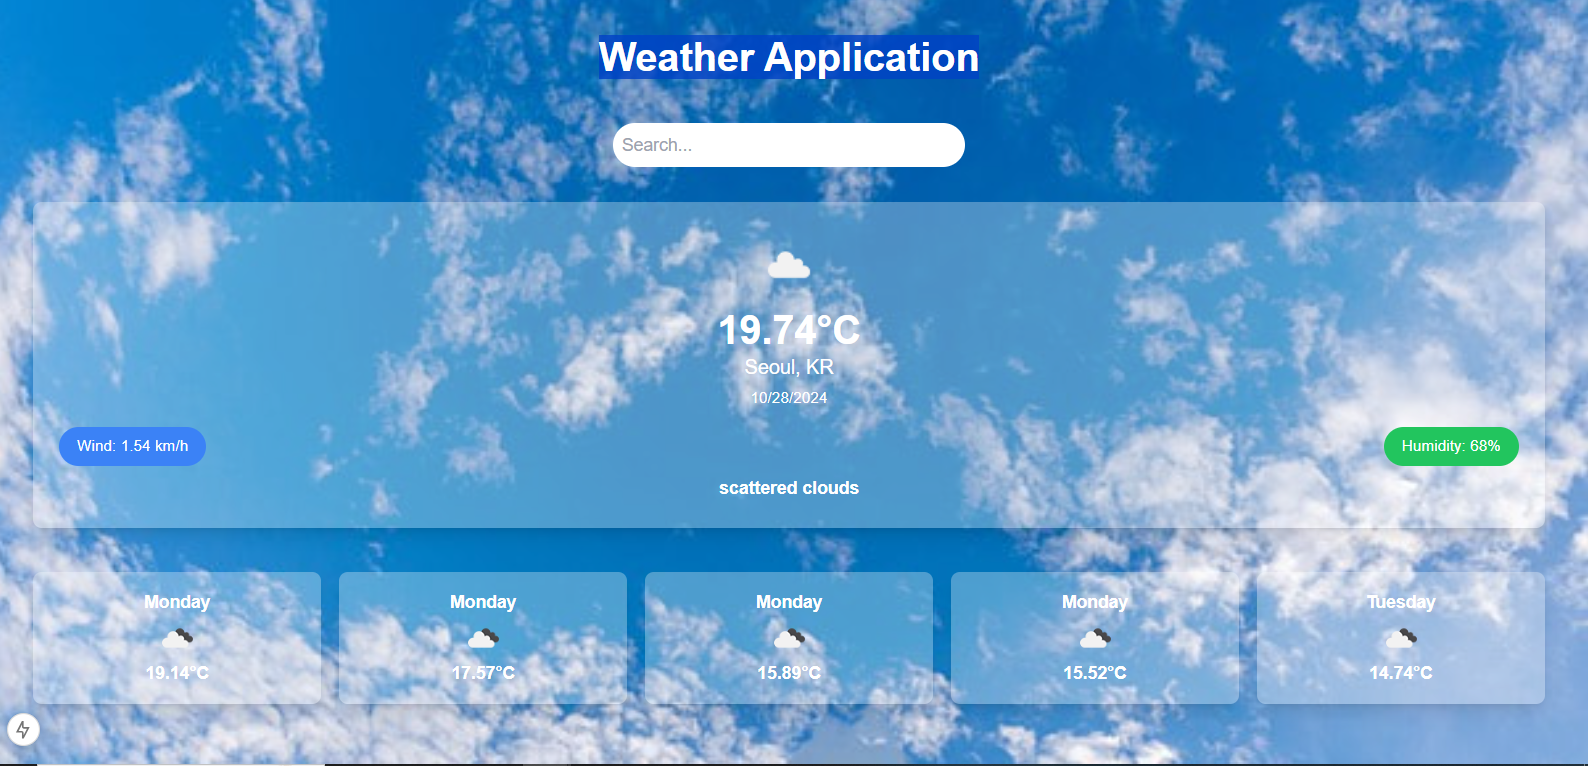 Weather Application
Search...
19.74°C
Seoul, KR
10/28/2024
Wind: 1.54 km/h
Humidity: 68%
scattered clouds
Monday
19.14°C
Monday
17.57°C
Monday
15.89°C
Monday
15.52°C
Tuesday
14.74°C